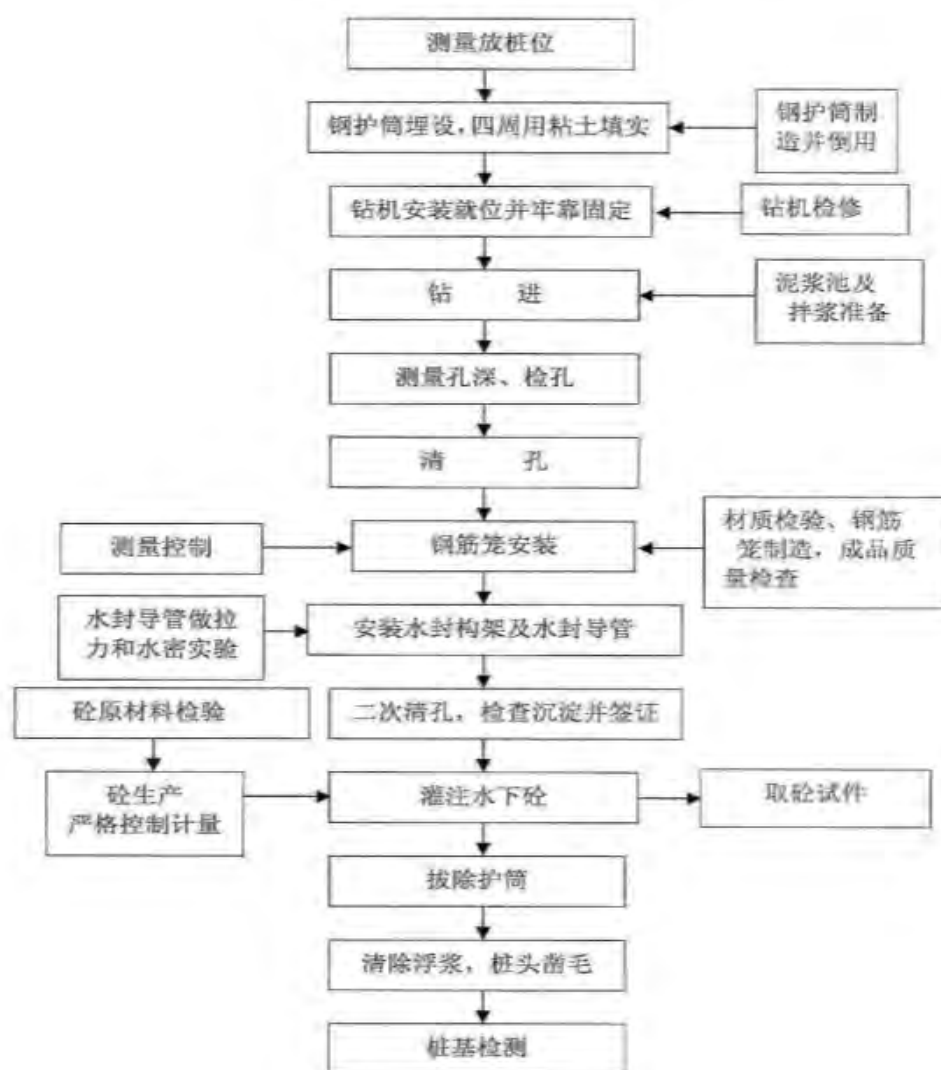 测量放桩位
钢护筒埋设，四周用粘土填实
钢护筒制
造并倒用
钻机安装就位并牢靠固定
钻机检修
钻 进
泥浆池及
拌浆准备
测量孔深、检孔
清 孔
测量控制
钢筋笼安装
材质检验、钢筋
笼制造，成品质
量检查
水封导管做拉
力和水密实验
安装水封构架及水封导管
砼原材料检验
二次清孔，检查沉淀并签证
砼生产
严格控制计量
灌注水下砼
取砼试件
拔除护筒
清除浮浆，桩头凿毛
桩基检测